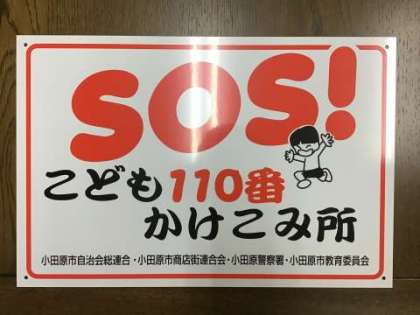 SOS!
こども110番
かけこみ所
小田原市自治会総連合・小田原市商店街連合会・小田原警察署・小田原市教育委員会